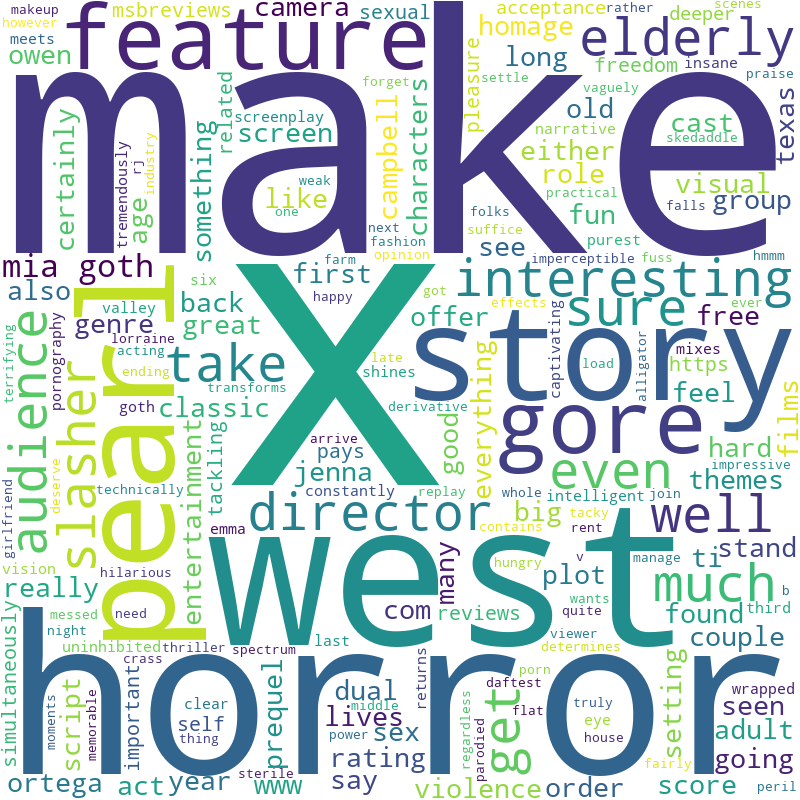 makeup
msbreviews
camera
acceptance
rather
scenes
however
meets
owen
feature
sexual
homage
deeper
elderly
insane
praise
long
freedom
make
certainly
tremendously
rj
industry
age
something
related
screenplay
screen
forget
campbell
characters
pleasure
settle
vaguely
narrative
old
cast
skedaddle
texas
either
role
visual
practical
group
weak
like
one
next
folks
fashion
opinion
suffice
fun
falls
purest
fuss
hmmm
see
imperceptible
mia goth
farm
first
happy
six
got
interesting
also
valley
back
offer
effects
sure
free
ever
genre
great
lorraine
acting
pearl
X
story
captivating
load
alligator
mixes
terrifying
audience
pornography
ending
take
transforms
late
shines
https
feel
films
slasher
goth
classic
derivative
gore
arrive
pays
good
everything
hard
themes
impressive
jenna
even
deserve
technically
tackling
constantly
replay
whole
intelligent
join
girlfriend
entertainment
emma
director
big
tacky
rent
contains
well
stand
vision
hilarious
west
hungry
v
manage
ti
many
plot
wants
b
really
much
messed
need
com
reviews
quite
found
third
simultaneously
night
uninhibited
thriller
spectrum
last
viewer
determines
couple
crass
horror
prequel
dual
returns
porn
daftest
truly
setting
seen
wrapped
script
moments
memorable
important
clear
self
thing
middle
lives
power
sex
flat
get
eye
house
adult
regardless
parodied
fairly
going
sterile
rating
ortega
act
year
www
say
violence
order
score
peril